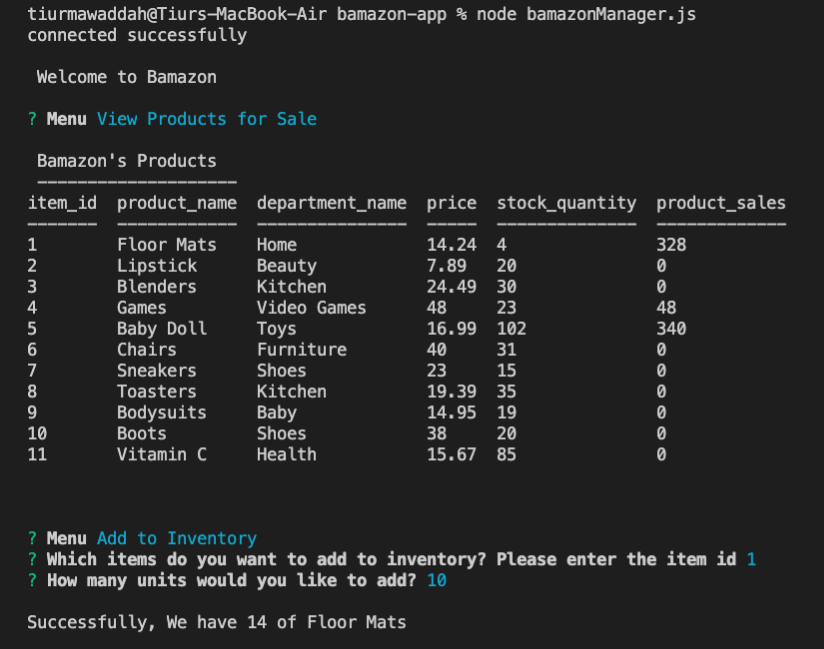 tiurmawaddah@Tiurs-MacBook-Air bamazon-app % node bamazonManager.js
connected successfully
Welcome to Bamazon
? Menu View Products for Sale
Bamazon's Products
--------------------
item_id  product_name  department_name  price  stock_quantity  product_sales
-------  ------------  ---------------  -----  --------------  -------------
1        Floor Mats    Home             14.24  4               328
2        Lipstick      Beauty           7.89   20              0
3        Blenders      Kitchen          24.49  30              0
4        Games         Video Games      48     23              48
5        Baby Doll     Toys             16.99  102             340
6        Chairs        Furniture        40     31              0
7        Sneakers      Shoes            23     15              0
8        Toasters      Kitchen          19.39  35              0
9        Bodysuits     Baby             14.95  19              0
10       Boots         Shoes            38     20              0
11       Vitamin C     Health           15.67  85              0
? Menu Add to Inventory
? Which items do you want to add to inventory? Please enter the item id 1
? How many units would you like to add? 10
Successfully, We have 14 of Floor Mats